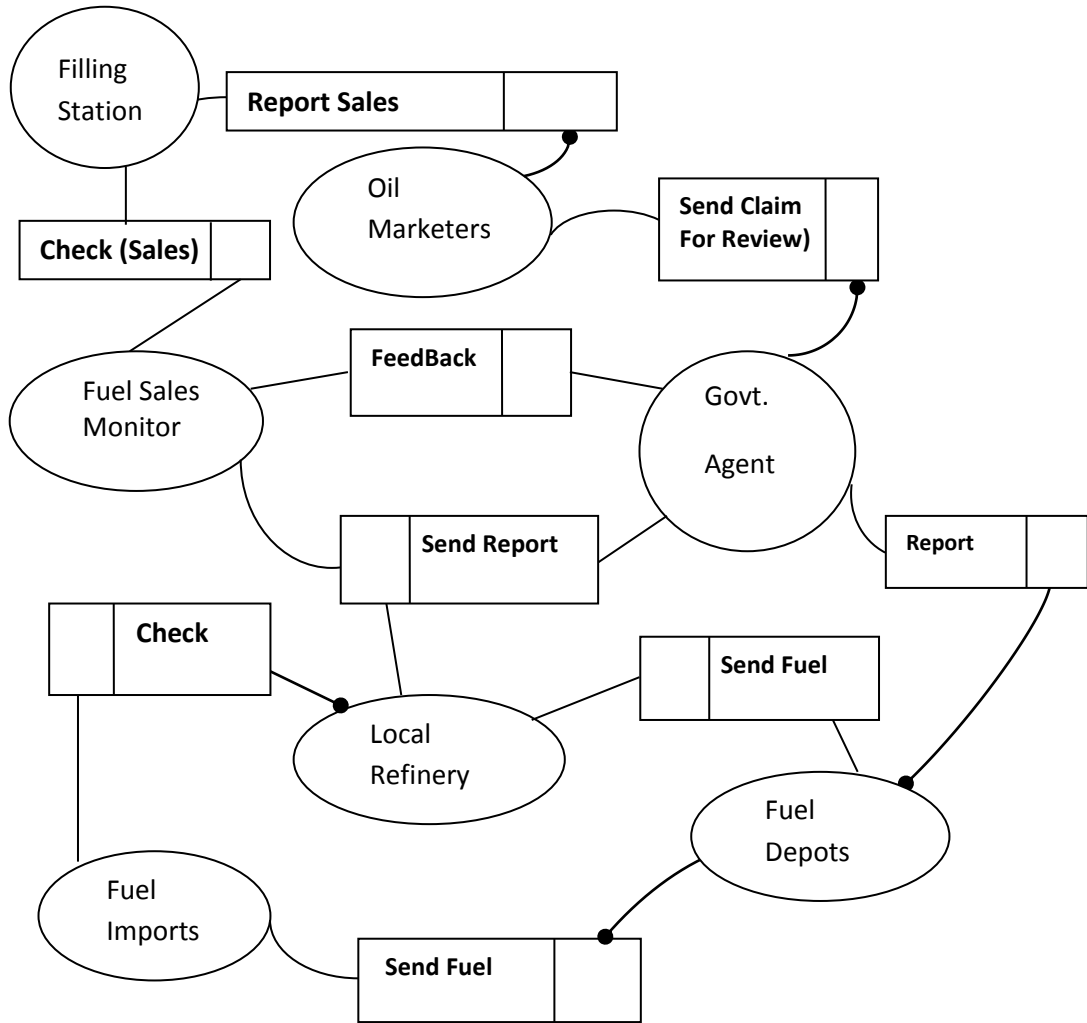 Filling
Station
Report Sales
Oil
Marketers
Send Claim
For Review)
Check (Sales)
FeedBack
Fuel Sales
Monitor
Govt.
Agent
Send Report
Report
Check
Send Fuel
Local
Refinery
Fuel
Depots
Fuel
Imports
Send Fuel